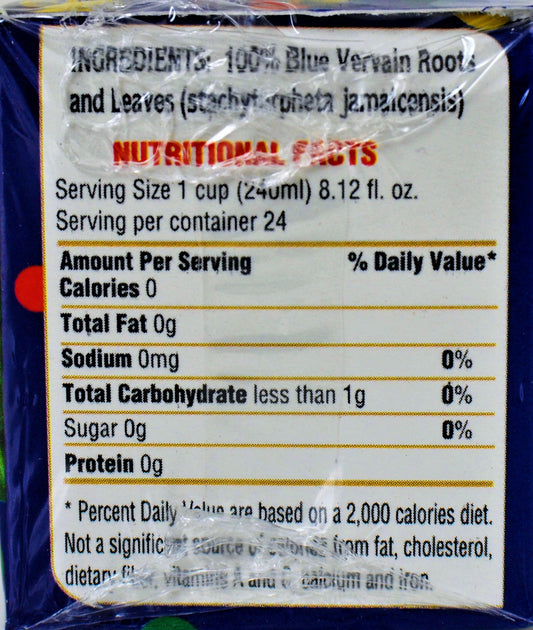 INGREDIENTS: 100% Blue Vervain Roots
and Leaves (stachytarpheta jamaicensis)
NUTRITIONAL FACTS
Serving Size 1 cup (240ml) 8.12 fl. oz.
Serving per container 24
Amount Per Serving % Daily Value*
Calories 0
Total Fat 0g
Sodium 0mg 0%
Total Carbohydrate less than 1g 0%
Sugar 0g 0%
Protein 0g
* Percent Daily Value are based on a 2,000 calories diet.
Not a significant source of calories from fat, cholesterol,
dietary fiber, vitamins A and C, calcium and iron.